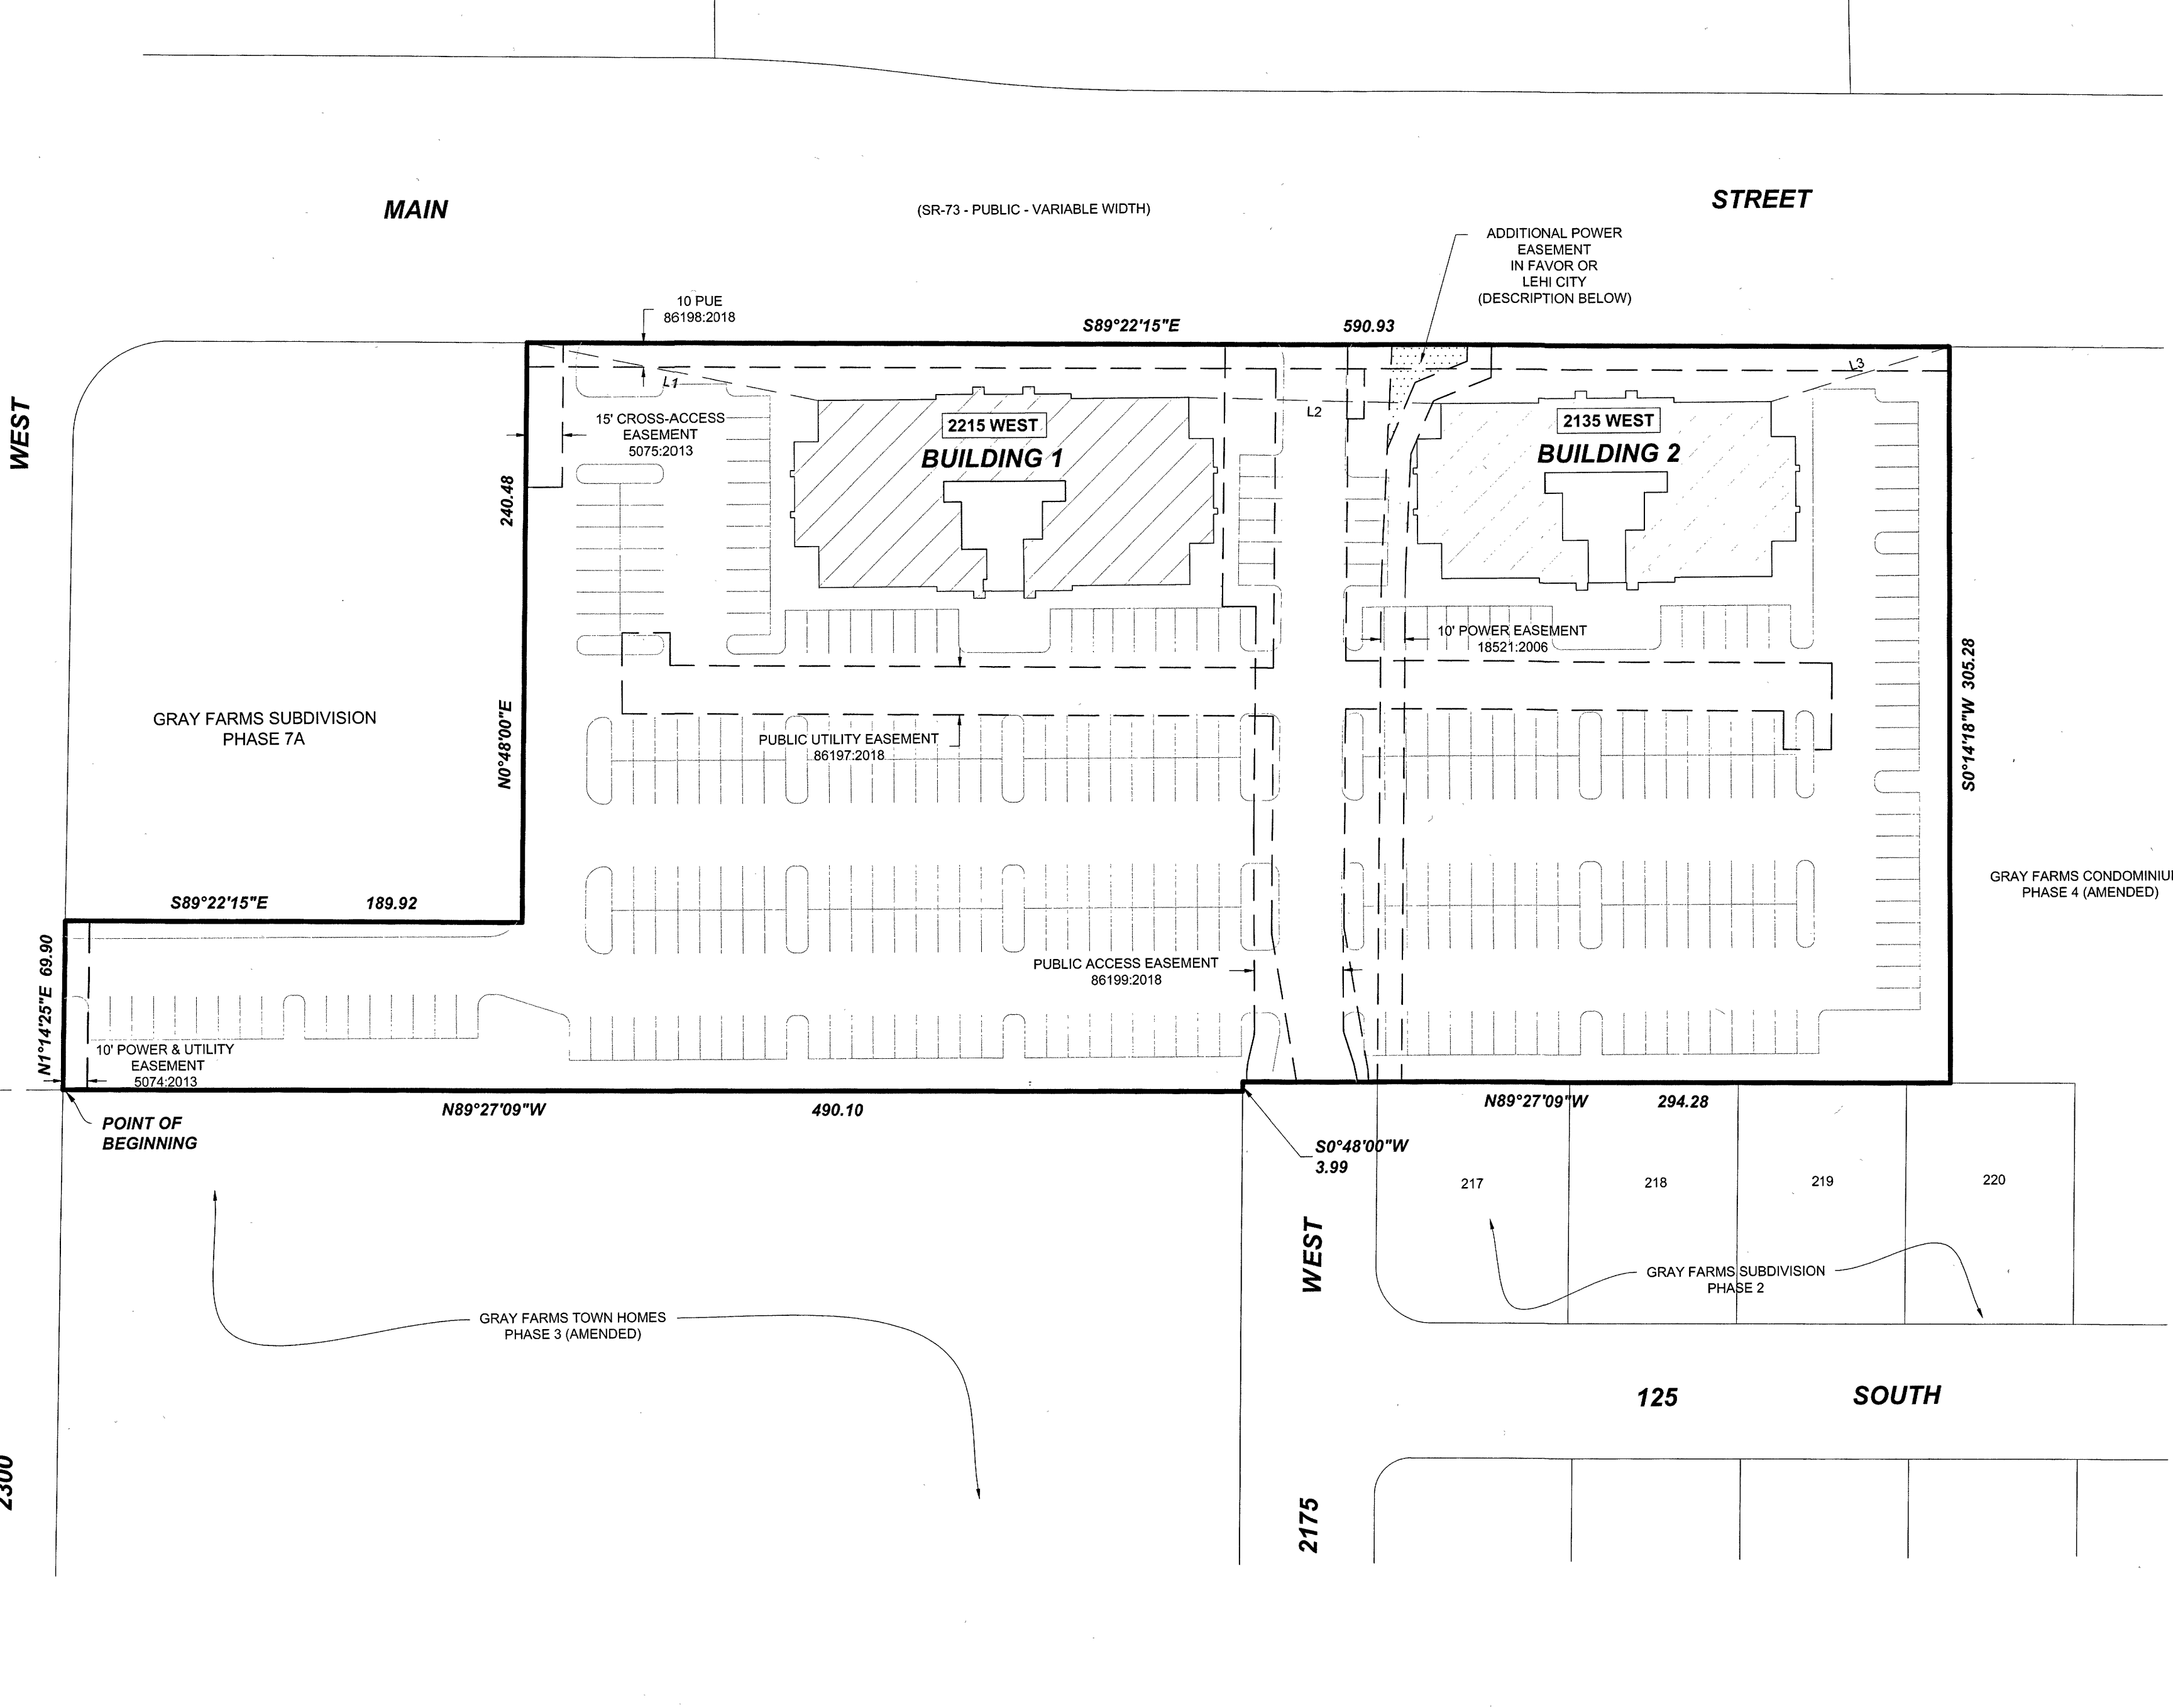 MAIN
(SR-73 - PUBLIC - VARIABLE WIDTH)
STREET
ADDITIONAL POWER
EASEMENT
IN FAVOR OR
LEHI CITY
(DESCRIPTION BELOW)
10 PUE
86198:2018
S89°22'15"E
590.93
WEST
L1
L2
L3
15' CROSS-ACCESS
EASEMENT
5075:2013
2215 WEST
BUILDING 1
2135 WEST
BUILDING 2
240.48
N0°48'00"E
10' POWER EASEMENT
18521:2006
S0°14'18"W 305.28
GRAY FARMS SUBDIVISION
PHASE 7A
PUBLIC UTILITY EASEMENT
86197:2018
GRAY FARMS
PHASE 4 (AMENDED)
S89°22'15"E
189.92
N1°14'25"E 69.90
PUBLIC ACCESS EASEMENT
86199:2018
10' POWER & UTILITY
EASEMENT
5074:2013
N89°27'09"W
490.10
N89°27'09"W
294.28
POINT OF
BEGINNING
S0°48'00"W
3.99
217
218
219
220
WEST
GRAY FARMS SUBDIVISION
PHASE 2
GRAY FARMS TOWN HOMES
PHASE 3 (AMENDED)
125
SOUTH
2300
2175